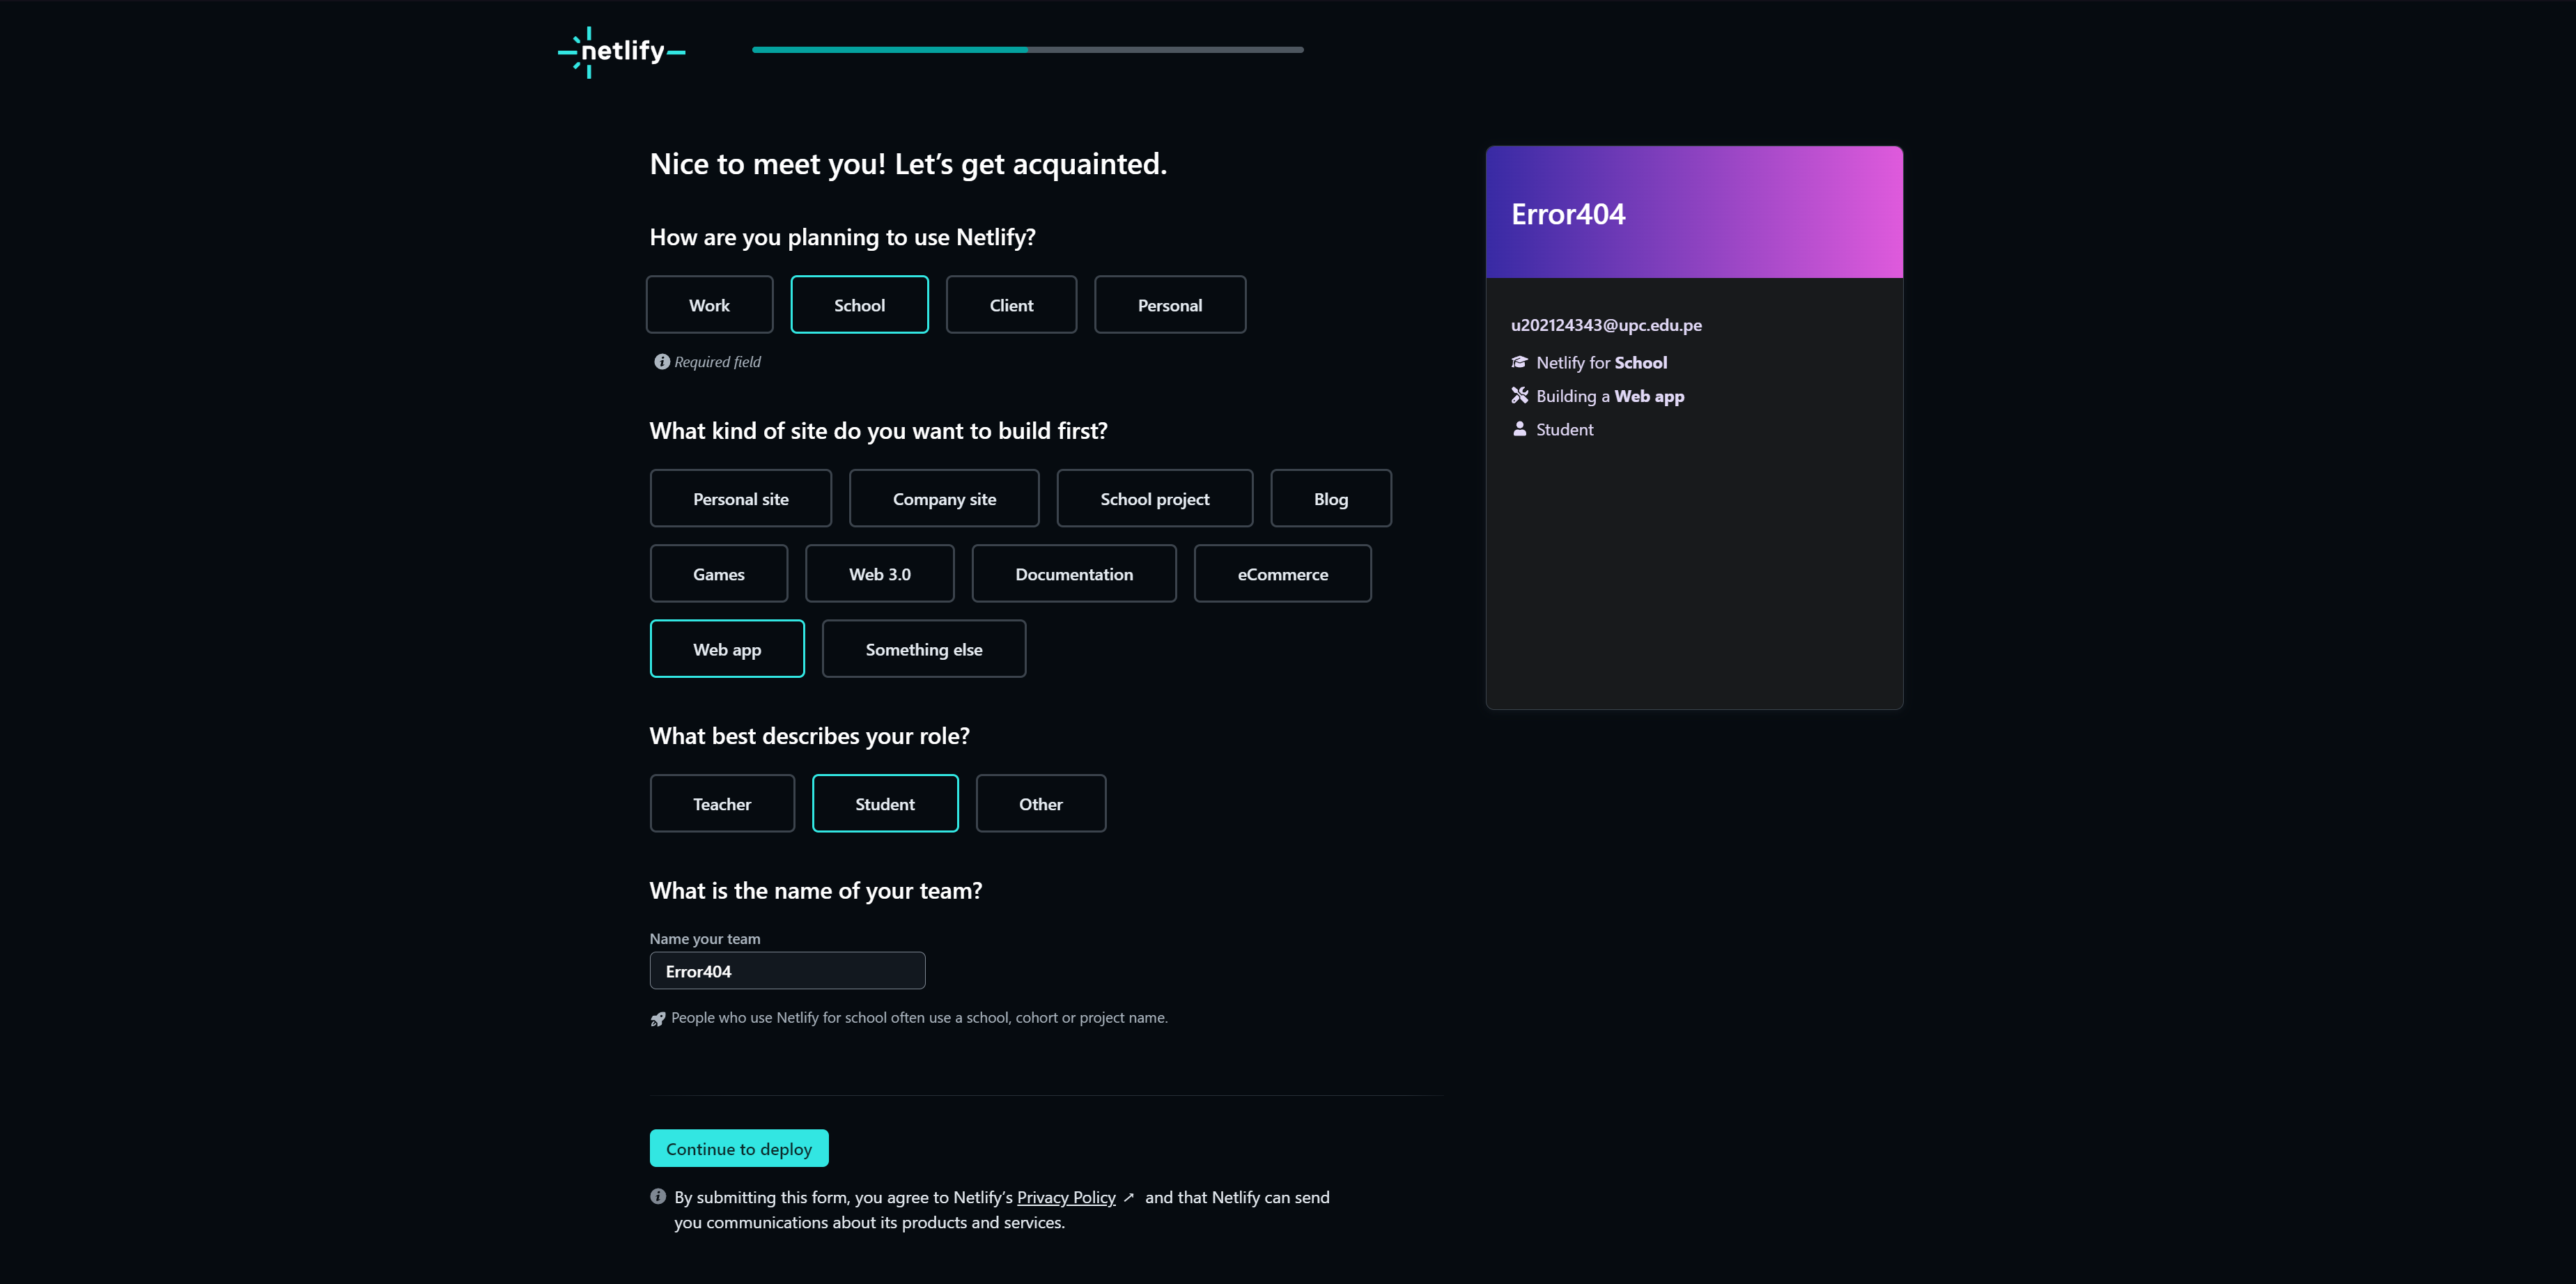 netlify
Nice to meet you! Let’s get acquainted.
How are you planning to use Netlify?
Work School Client Personal
Required field
What kind of site do you want to build first?
Personal site Company site School project Blog
Games Web 3.0 Documentation eCommerce
Web app Something else
What best describes your role?
Teacher Student Other
What is the name of your team?
Name your team
Error404
People who use Netlify for school often use a school, cohort or project name.
Continue to deploy
By submitting this form, you agree to Netlify’s Privacy Policy ↗ and that Netlify can send
you communications about its products and services.
Error404
u202124343@upc.edu.pe
Netlify for School
Building a Web app
Student